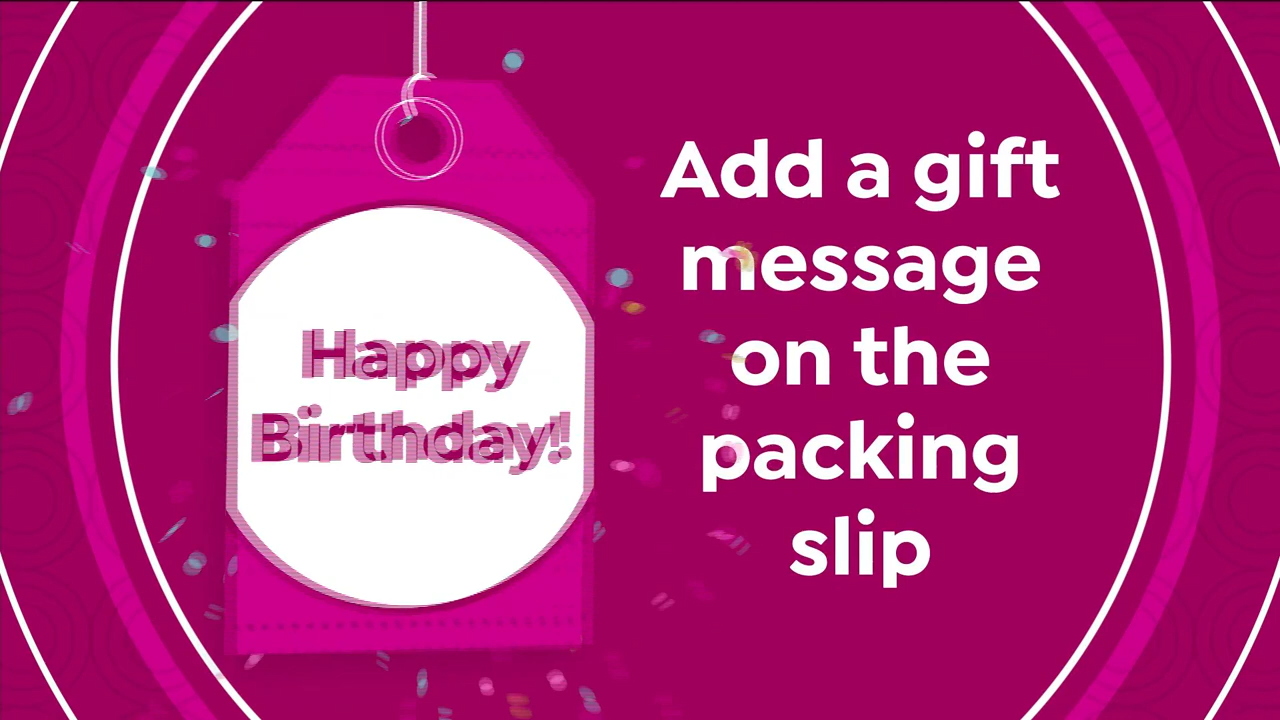 Happy
Birthday!
Add a gift
message
on the
packing
slip